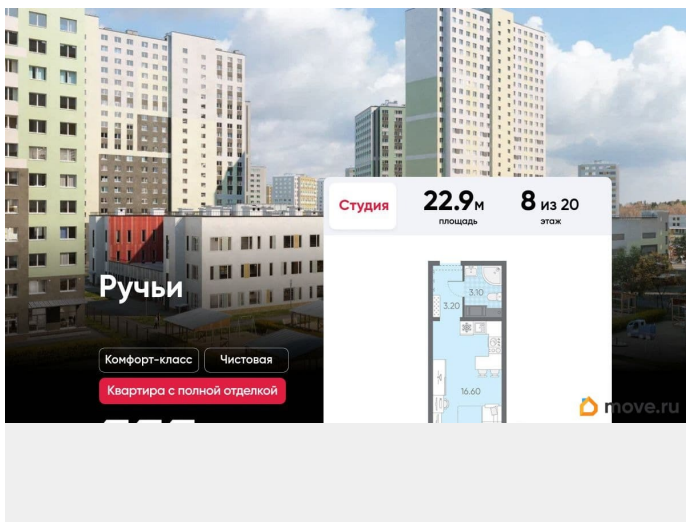 Студия
22.9 м
площадь
8 из 20
этаж
3.10
3.20
Ручьи
Комфорт-класс
Чистовая
Квартира с полной отделкой
16.60
move.ru